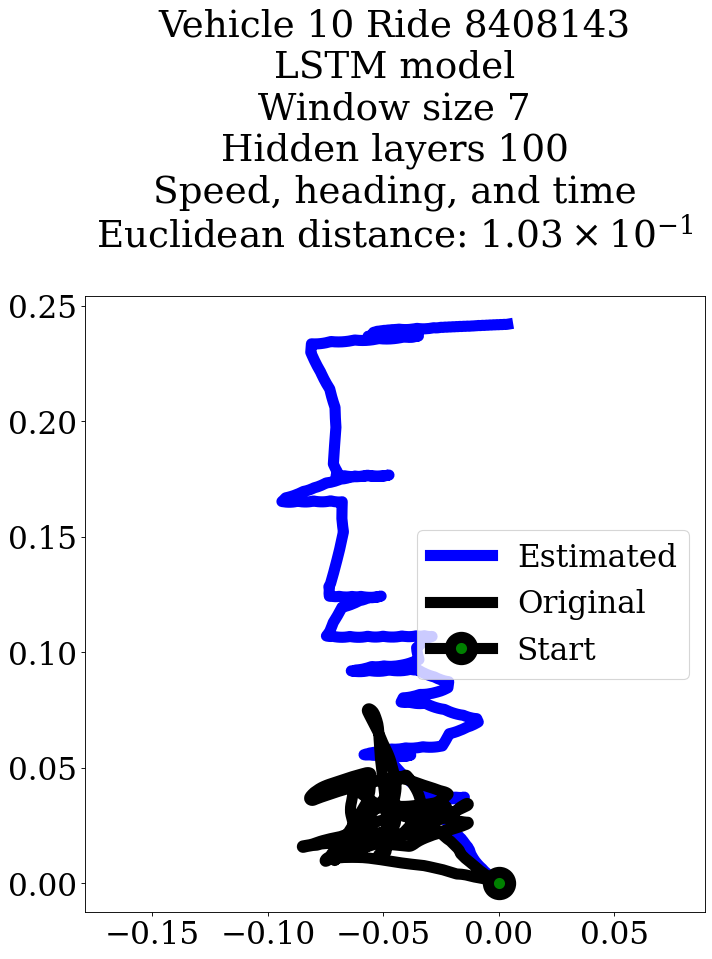 Vehicle 10 Ride 8408143
LSTM model
Window size 7
Hidden layers 100
Speed, heading, and time
Euclidean distance: 1.03 × 10⁻¹
0.25
0.20
0.15
0.10
0.05
0.00
Estimated
Original
Start
−0.15 −0.10 −0.05 0.00 0.05